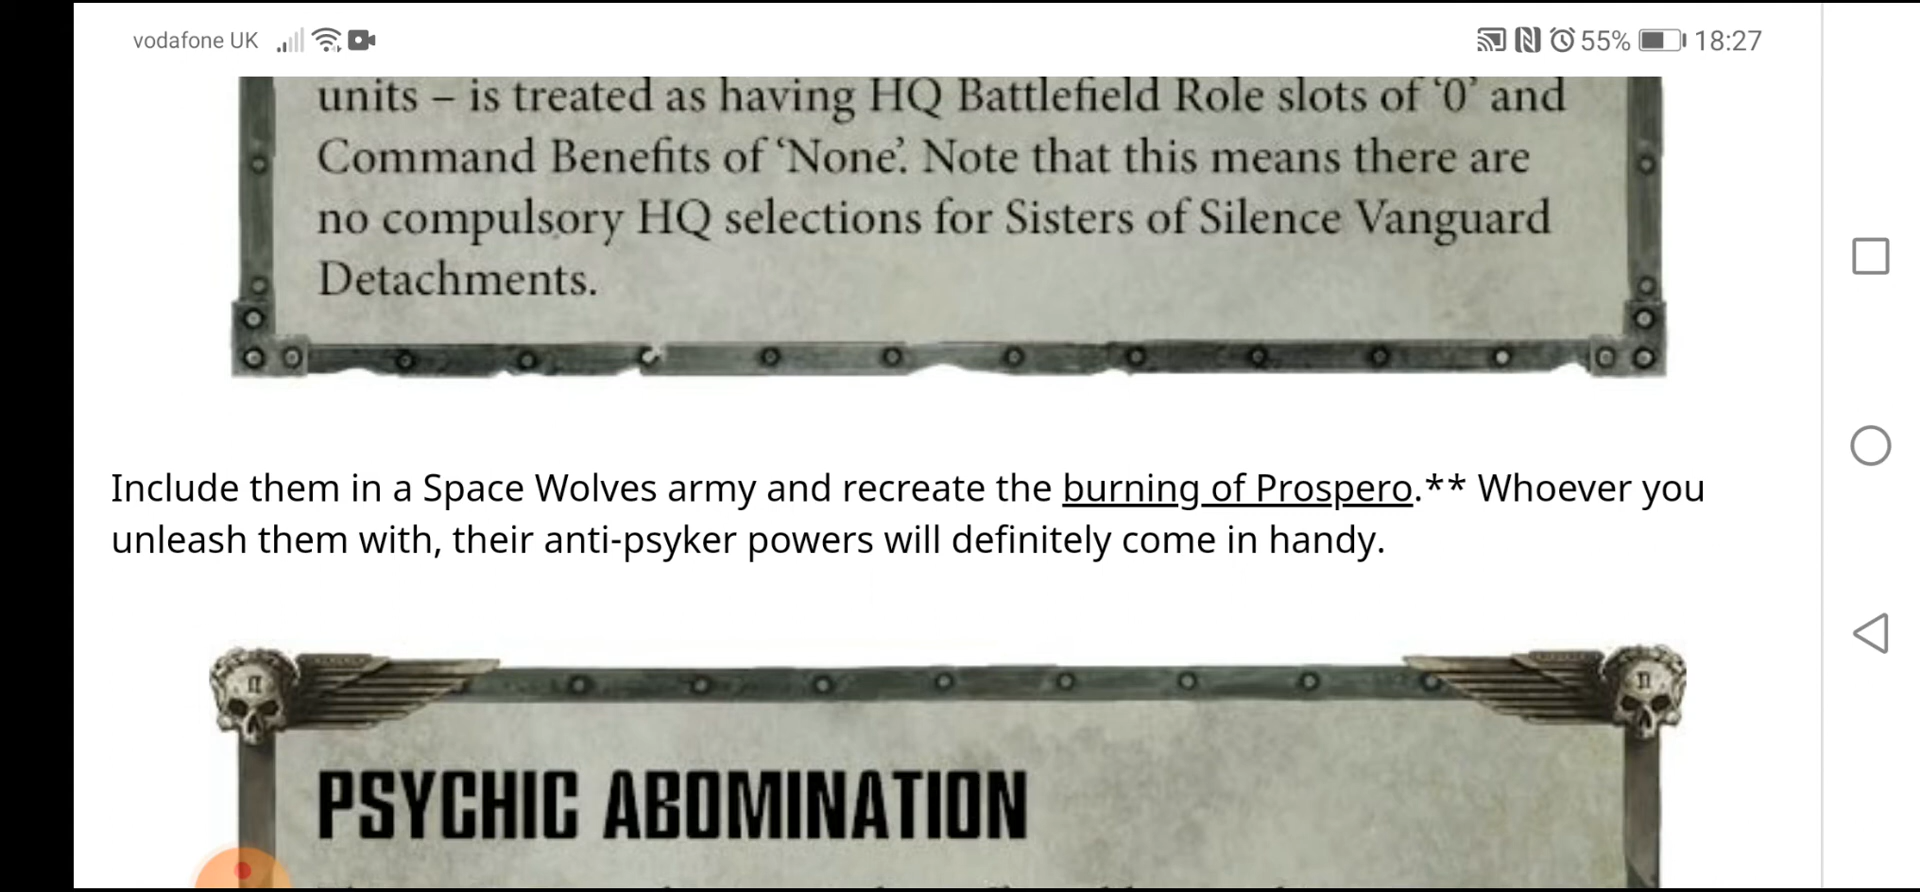 vodafone UK
55% 18:27
units – is treated as having HQ Battlefield Role slots of ‘0’ and
Command Benefits of ‘None’. Note that this means there are
no compulsory HQ selections for Sisters of Silence Vanguard
Detachments.
Include them in a Space Wolves army and recreate the burning of Prospero.** Whoever you
unleash them with, their anti-psyker powers will definitely come in handy.
PSYCHIC ABOMINATION